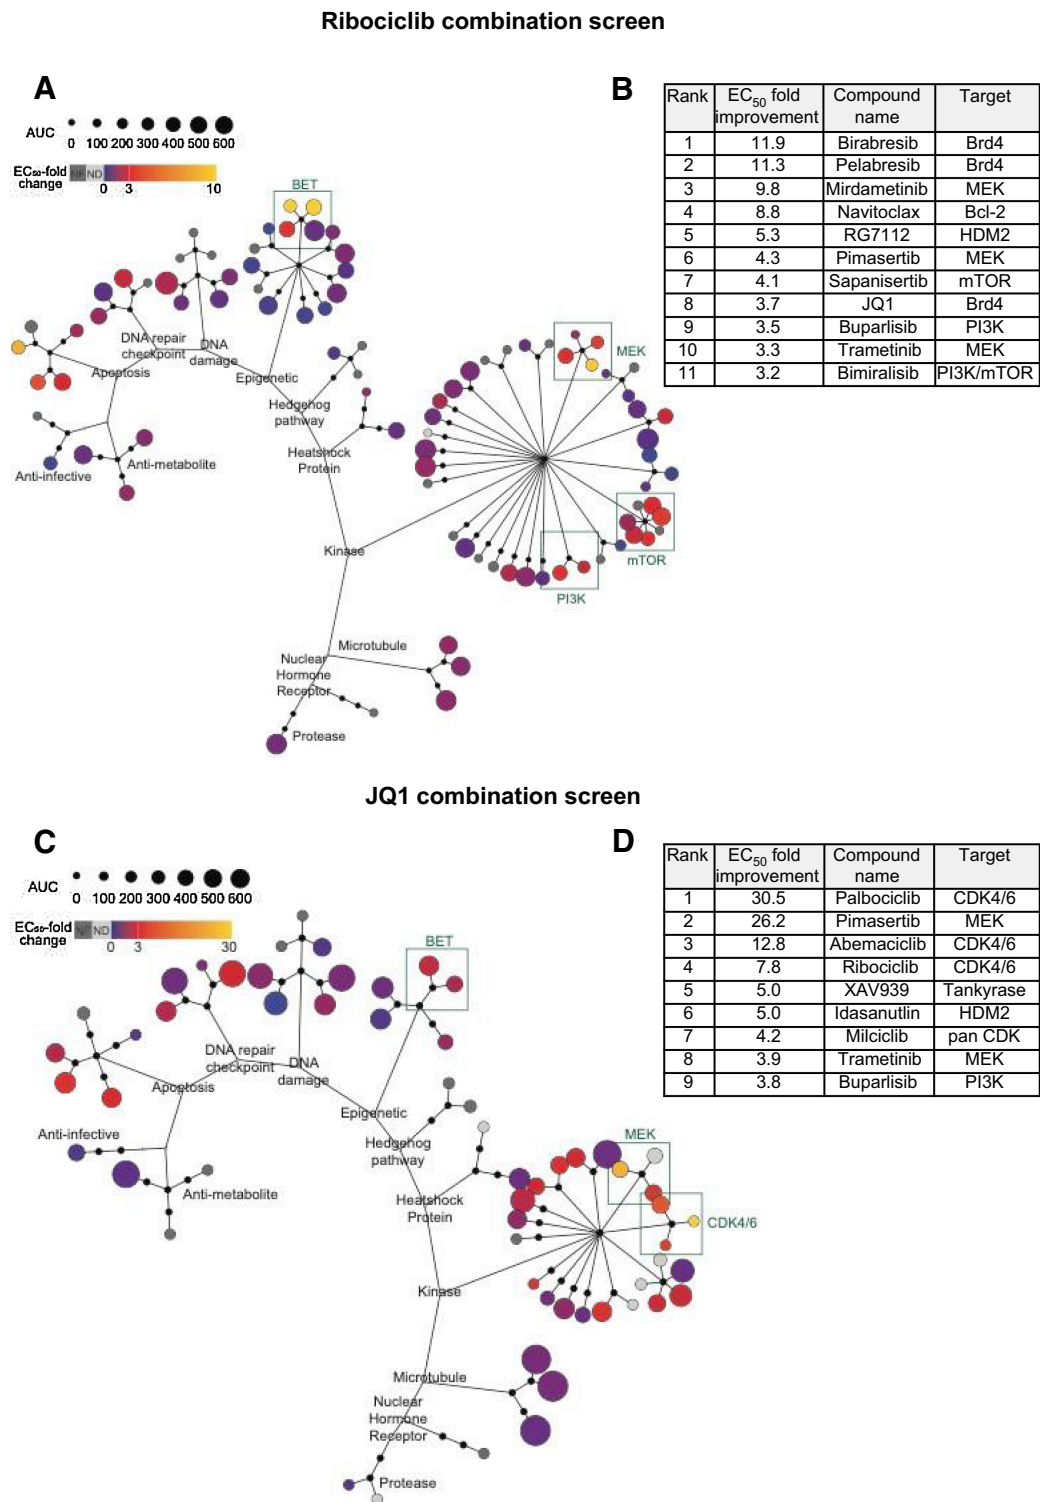 Ribociclib combination screen
A
AUC
0 100 200 300 400 500 600
EC₅₀-fold
change
NF ND
0 3 10
BET
DNA repair
checkpoint
DNA
damage
Apoptosis
Epigenetic
Hedgehog
pathway
Heatshock
Protein
Anti-infective
Anti-metabolite
MEK
Kinase
mTOR
PI3K
Microtubule
Nuclear
Hormone
Receptor
Protease
B
Rank EC₅₀ fold improvement Compound name Target
1 11.9 Birabresib Brd4
2 11.3 Pelabresib Brd4
3 9.8 Mirdametinib MEK
4 8.8 Navitoclax Bcl-2
5 5.3 RG7112 HDM2
6 4.3 Pimasertib MEK
7 4.1 Sapanisertib mTOR
8 3.7 JQ1 Brd4
9 3.5 Buparlisib PI3K
10 3.3 Trametinib MEK
11 3.2 Bimiralisib PI3K/mTOR
JQ1 combination screen
C
AUC
0 100 200 300 400 500 600
EC₅₀-fold
change
NF ND
0 3 30
BET
DNA repair
checkpoint
DNA
damage
Apoptosis
Epigenetic
Anti-infective
Hedgehog
pathway
Anti-metabolite
Heatshock
Protein
MEK
CDK4/6
Kinase
Microtubule
Nuclear
Hormone
Receptor
Protease
D
Rank EC₅₀ fold improvement Compound name Target
1 30.5 Palbociclib CDK4/6
2 26.2 Pimasertib MEK
3 12.8 Abemaciclib CDK4/6
4 7.8 Ribociclib CDK4/6
5 5.0 XAV939 Tankyrase
6 5.0 Idasanutlin HDM2
7 4.2 Milciclib pan CDK
8 3.9 Trametinib MEK
9 3.8 Buparlisib PI3K